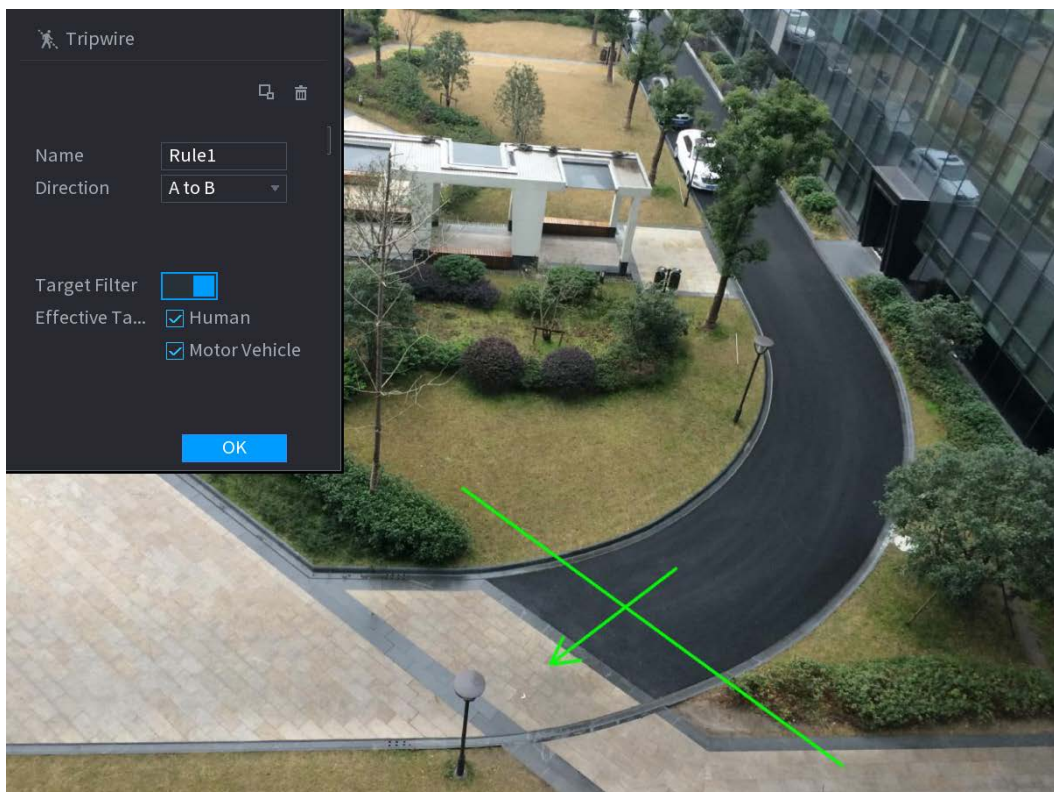 Tripwire
Name Rule1
Direction A to B
Target Filter
Effective Ta... Human
Motor Vehicle
OK